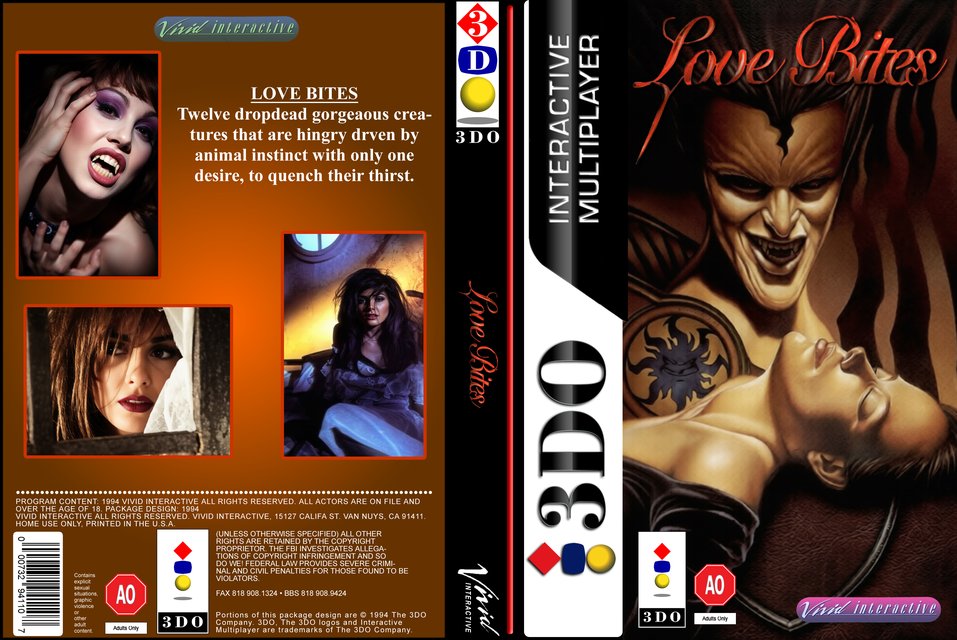 Vivid interactive
LOVE BITES
Twelve dropdead gorgeaous crea-
tures that are hingry drven by
animal instinct with only one
desire, to quench their thirst.
PROGRAM CONTENT: 1994 VIVID INTERACTIVE ALL RIGHTS RESERVED. ALL ACTORS ARE ON FILE AND
OVER THE AGE OF 18. PACKAGE DESIGN: 1994
VIVID INTERACTIVE ALL RIGHTS RESERVED. VIVID INTERACTIVE, 15127 CALIFA ST. VAN NUYS, CA 91411.
HOME USE ONLY, PRINTED IN THE U.S.A.
0 00732 94110 7
Contains
explicit
sexual
situations,
graphic
violence
or
other
adult
content.
AO
Adults Only
3DO
(UNLESS OTHERWISE SPECIFIED) ALL OTHER
RIGHTS ARE RETAINED BY THE COPYRIGHT
PROPRIETOR. THE FBI INVESTIGATES ALLEGA-
TIONS OF COPYRIGHT INFRINGEMENT AND SO
DO WE! FEDERAL LAW PROVIDES SEVERE CRIMI-
NAL AND CIVIL PENALTIES FOR THOSE FOUND TO BE
VIOLATORS.
FAX 818 908.1324 • BBS 818 908.9424
Portions of this package design are © 1994 The 3DO
Company. 3DO, The 3DO logos and Interactive
Multiplayer are trademarks of The 3DO Company.
3
D
3DO
Love Bites
Vivid
INTERACTIVE
INTERACTIVE
MULTIPLAYER
3DO
Love Bites
3DO
AO
Adults Only
Vivid interactive